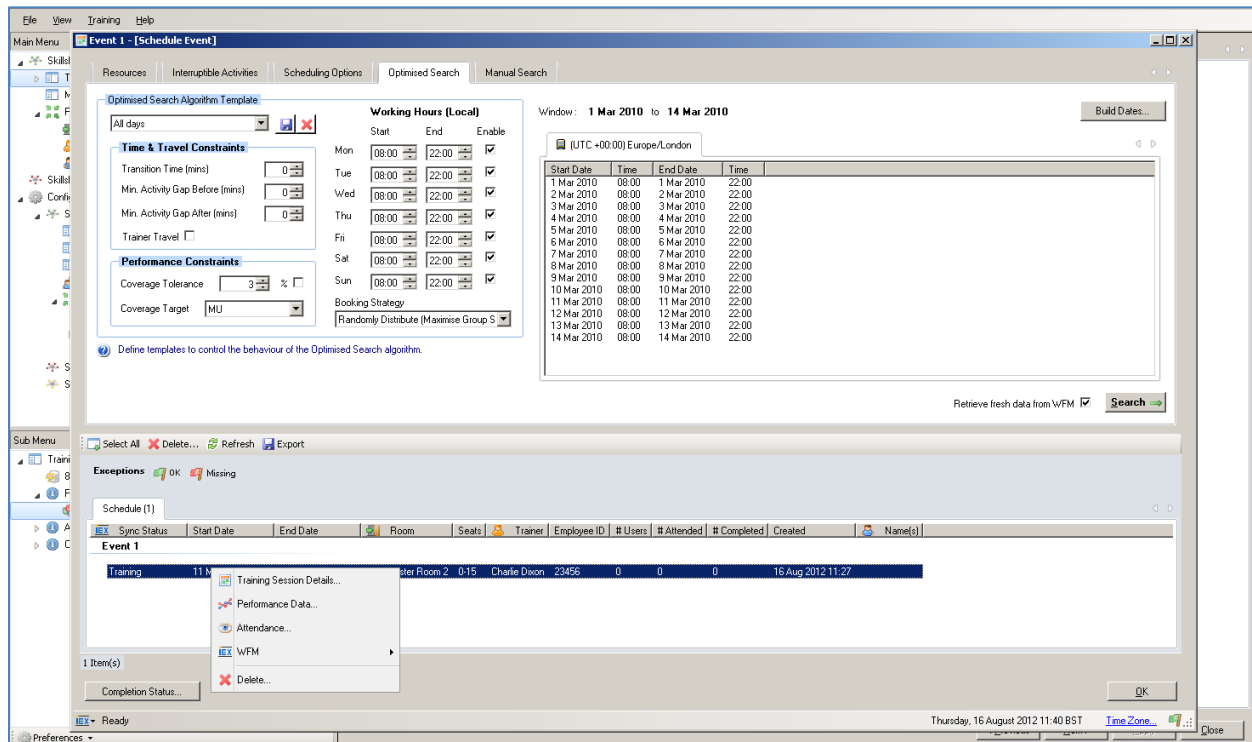 File View Training Help
Main Menu
Event 1 - [Schedule Event]
Resources Interruptible Activities Scheduling Options Optimised Search Manual Search
Optimised Search Algorithm Template
All days
Time & Travel Constraints
Transition Time (mins) 0
Min. Activity Gap Before (mins) 0
Min. Activity Gap After (mins) 0
Trainer Travel
Performance Constraints
Coverage Tolerance 3 %
Coverage Target MU
Working Hours (Local)
Start End Enable
Mon 08:00 22:00
Tue 08:00 22:00
Wed 08:00 22:00
Thu 08:00 22:00
Fri 08:00 22:00
Sat 08:00 22:00
Sun 08:00 22:00
Booking Strategy
Randomly Distribute (Maximise Group S
Define templates to control the behaviour of the Optimised Search algorithm.
Window : 1 Mar 2010 to 14 Mar 2010
Build Dates...
(UTC +00:00) Europe/London
Start Date Time End Date Time
1 Mar 2010 08:00 1 Mar 2010 22:00
2 Mar 2010 08:00 2 Mar 2010 22:00
3 Mar 2010 08:00 3 Mar 2010 22:00
4 Mar 2010 08:00 4 Mar 2010 22:00
5 Mar 2010 08:00 5 Mar 2010 22:00
6 Mar 2010 08:00 6 Mar 2010 22:00
7 Mar 2010 08:00 7 Mar 2010 22:00
8 Mar 2010 08:00 8 Mar 2010 22:00
9 Mar 2010 08:00 9 Mar 2010 22:00
10 Mar 2010 08:00 10 Mar 2010 22:00
11 Mar 2010 08:00 11 Mar 2010 22:00
12 Mar 2010 08:00 12 Mar 2010 22:00
13 Mar 2010 08:00 13 Mar 2010 22:00
14 Mar 2010 08:00 14 Mar 2010 22:00
Retrieve fresh data from WFM Search
Sub Menu
Select All Delete... Refresh Export
Exceptions OK Missing
Schedule (1)
IEX Sync Status Start Date End Date Room Seats Trainer Employee ID # Users # Attended # Completed Created Name(s)
Event 1
Training 11 M ster Room 2 0-15 Charlie Dixon 23456 0 0 0 16 Aug 2012 11:27
Training Session Details...
Performance Data...
Attendance...
IEX WFM
Delete...
1 Item(s)
Completion Status... OK
IEX Ready Thursday, 16 August 2012 11:40 BST Time Zone...
Preferences Close